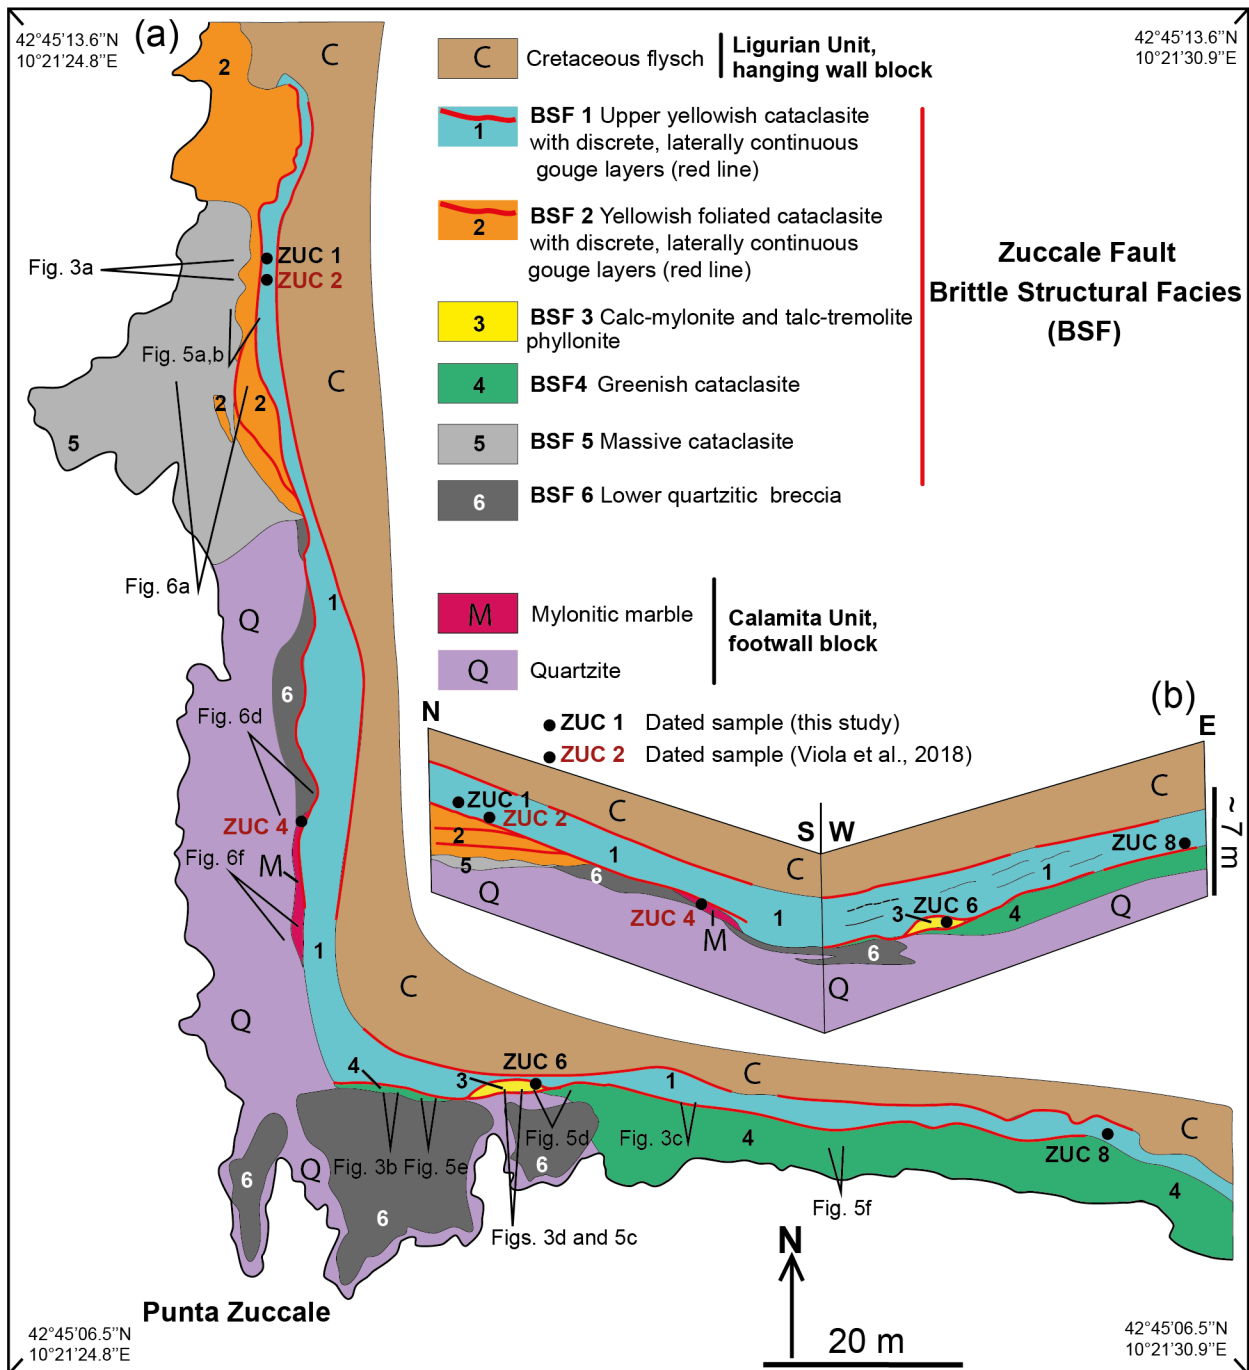 42°45’13.6”N
10°21’24.8”E
(a)
42°45’13.6”N
10°21’30.9”E
C Cretaceous flysch
Ligurian Unit,
hanging wall block
1 BSF 1 Upper yellowish cataclasite
with discrete, laterally continuous
gouge layers (red line)
2 BSF 2 Yellowish foliated cataclasite
with discrete, laterally continuous
gouge layers (red line)
3 BSF 3 Calc-mylonite and talc-tremolite
phyllonite
4 BSF4 Greenish cataclasite
5 BSF 5 Massive cataclasite
6 BSF 6 Lower quartzitic breccia
Zuccale Fault
Brittle Structural Facies
(BSF)
M Mylonitic marble
Q Quartzite
Calamita Unit,
footwall block
ZUC 1 Dated sample (this study)
ZUC 2 Dated sample (Viola et al., 2018)
2
C
ZUC 1
Fig. 3a
ZUC 2
Fig. 5a,b
C
2
2
5
Fig. 6a
1
Q
6
Fig. 6d
ZUC 4
Fig. 6f
M
1
C
Q
4
3
ZUC 6
1
C
Fig. 3b
Fig. 5e
Fig. 5d
Fig. 3c
4
C
ZUC 8
4
Q
6
6
6
Fig. 5f
Figs. 3d and 5c
Punta Zuccale
N
20 m
(b)
N
E
ZUC 1
ZUC 2
C
S W
C
2
1
5
Q
6
ZUC 4
M
C
1
ZUC 8
1
3
ZUC 6
4
Q
6
Q
~ 7 m
42°45’06.5”N
10°21’24.8”E
42°45’06.5”N
10°21’30.9”E